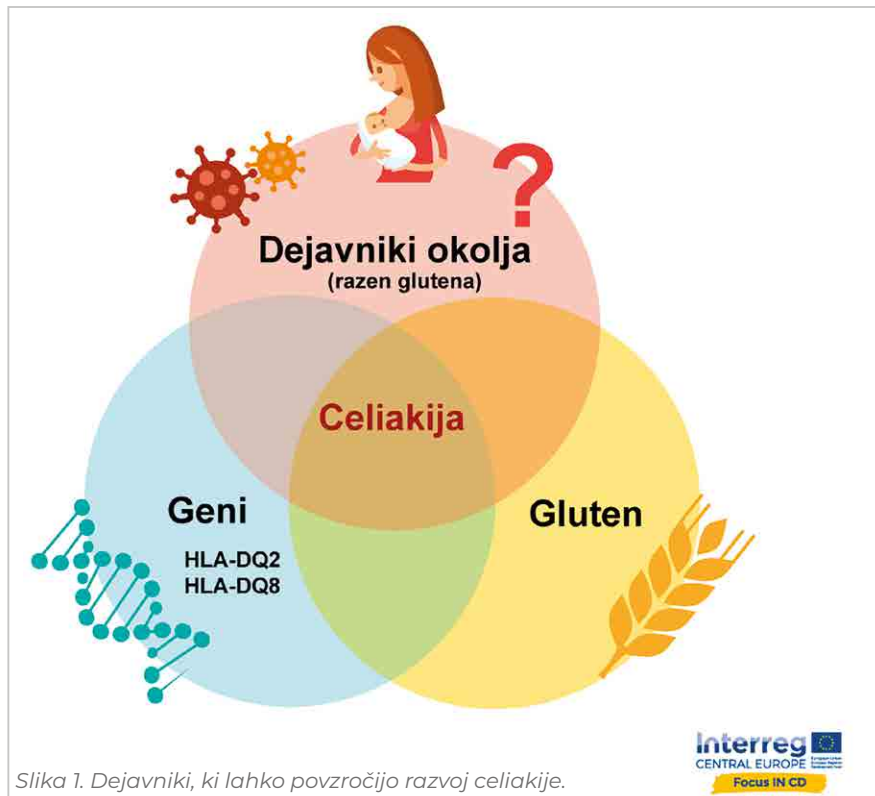 ?
Dejavniki okolja
(razen glutena)
Celiakija
Geni
HLA-DQ2
HLA-DQ8
Gluten
Interreg
CENTRAL EUROPE
Focus IN CD
Slika 1. Dejavniki, ki lahko povzročijo razvoj celiakije.